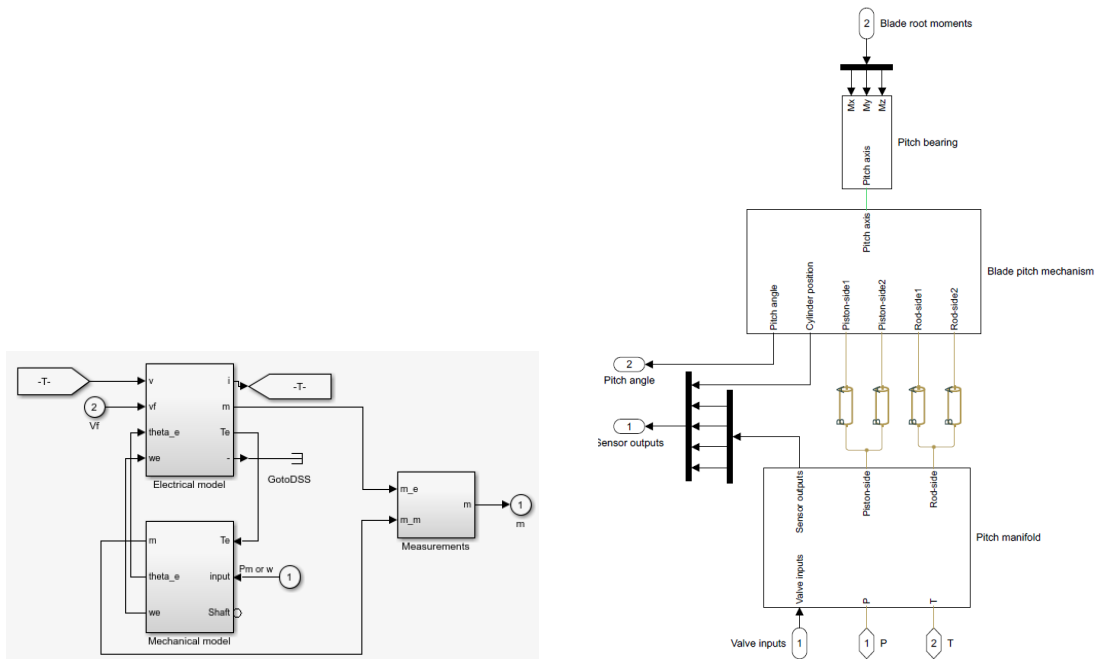 -T-
v
i
-T-
2
Vf
vf
m
theta_e
Te
we
-
GotoDSS
Electrical model
m_e
m
1
m
m_m
Measurements
m
Te
theta_e
input
Pm or w
1
we
Shaft
Mechanical model
2
Blade root moments
Mx
My
Mz
Pitch bearing
Pitch axis
Pitch axis
Blade pitch mechanism
Pitch angle
Cylinder position
Piston-side1
Piston-side2
Rod-side1
Rod-side2
2
Pitch angle
A
A
A
A
B
B
B
B
1
Sensor outputs
Sensor outputs
Piston-side
Rod-side
Pitch manifold
Valve inputs
P
T
Valve inputs
1
1
P
2
T